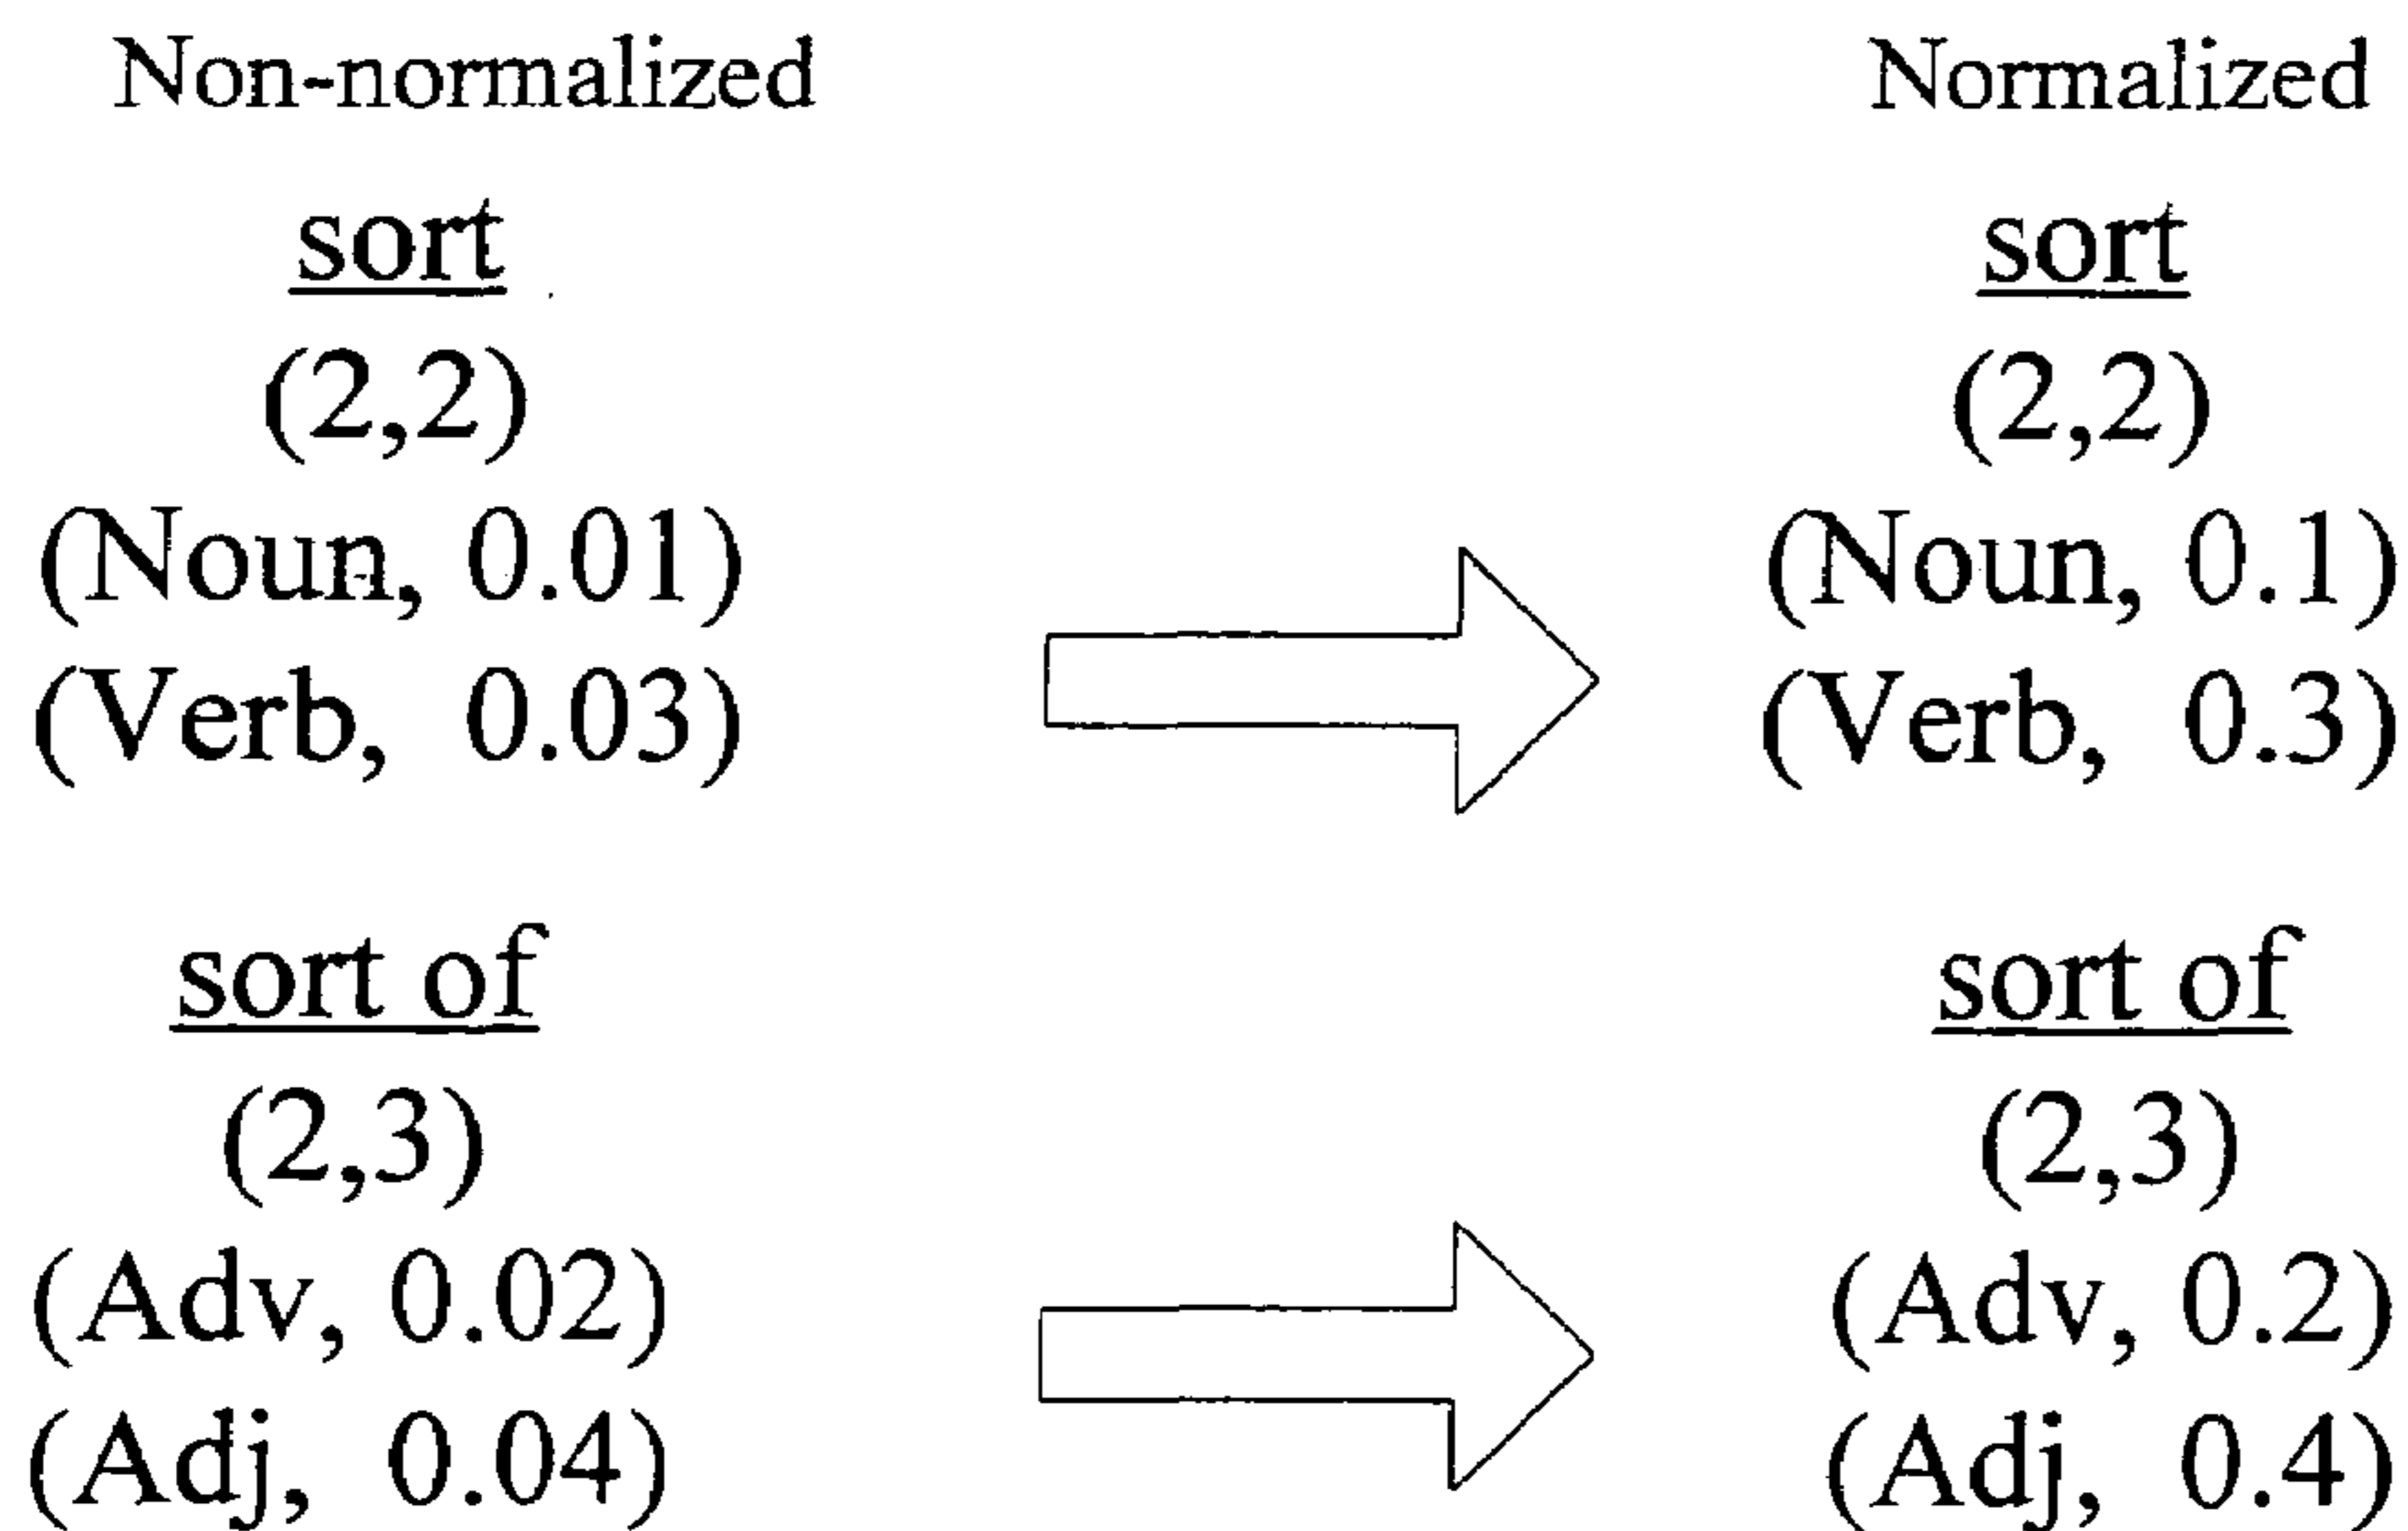 Non-normalized
Normalized
sort
(2,2)
(Noun, 0.01)
(Verb, 0.03)
sort
(2,2)
(Noun, 0.1)
(Verb, 0.3)
sort of
(2,3)
(Adv, 0.02)
(Adj, 0.04)
sort of
(2,3)
(Adv, 0.2)
(Adj, 0.4)